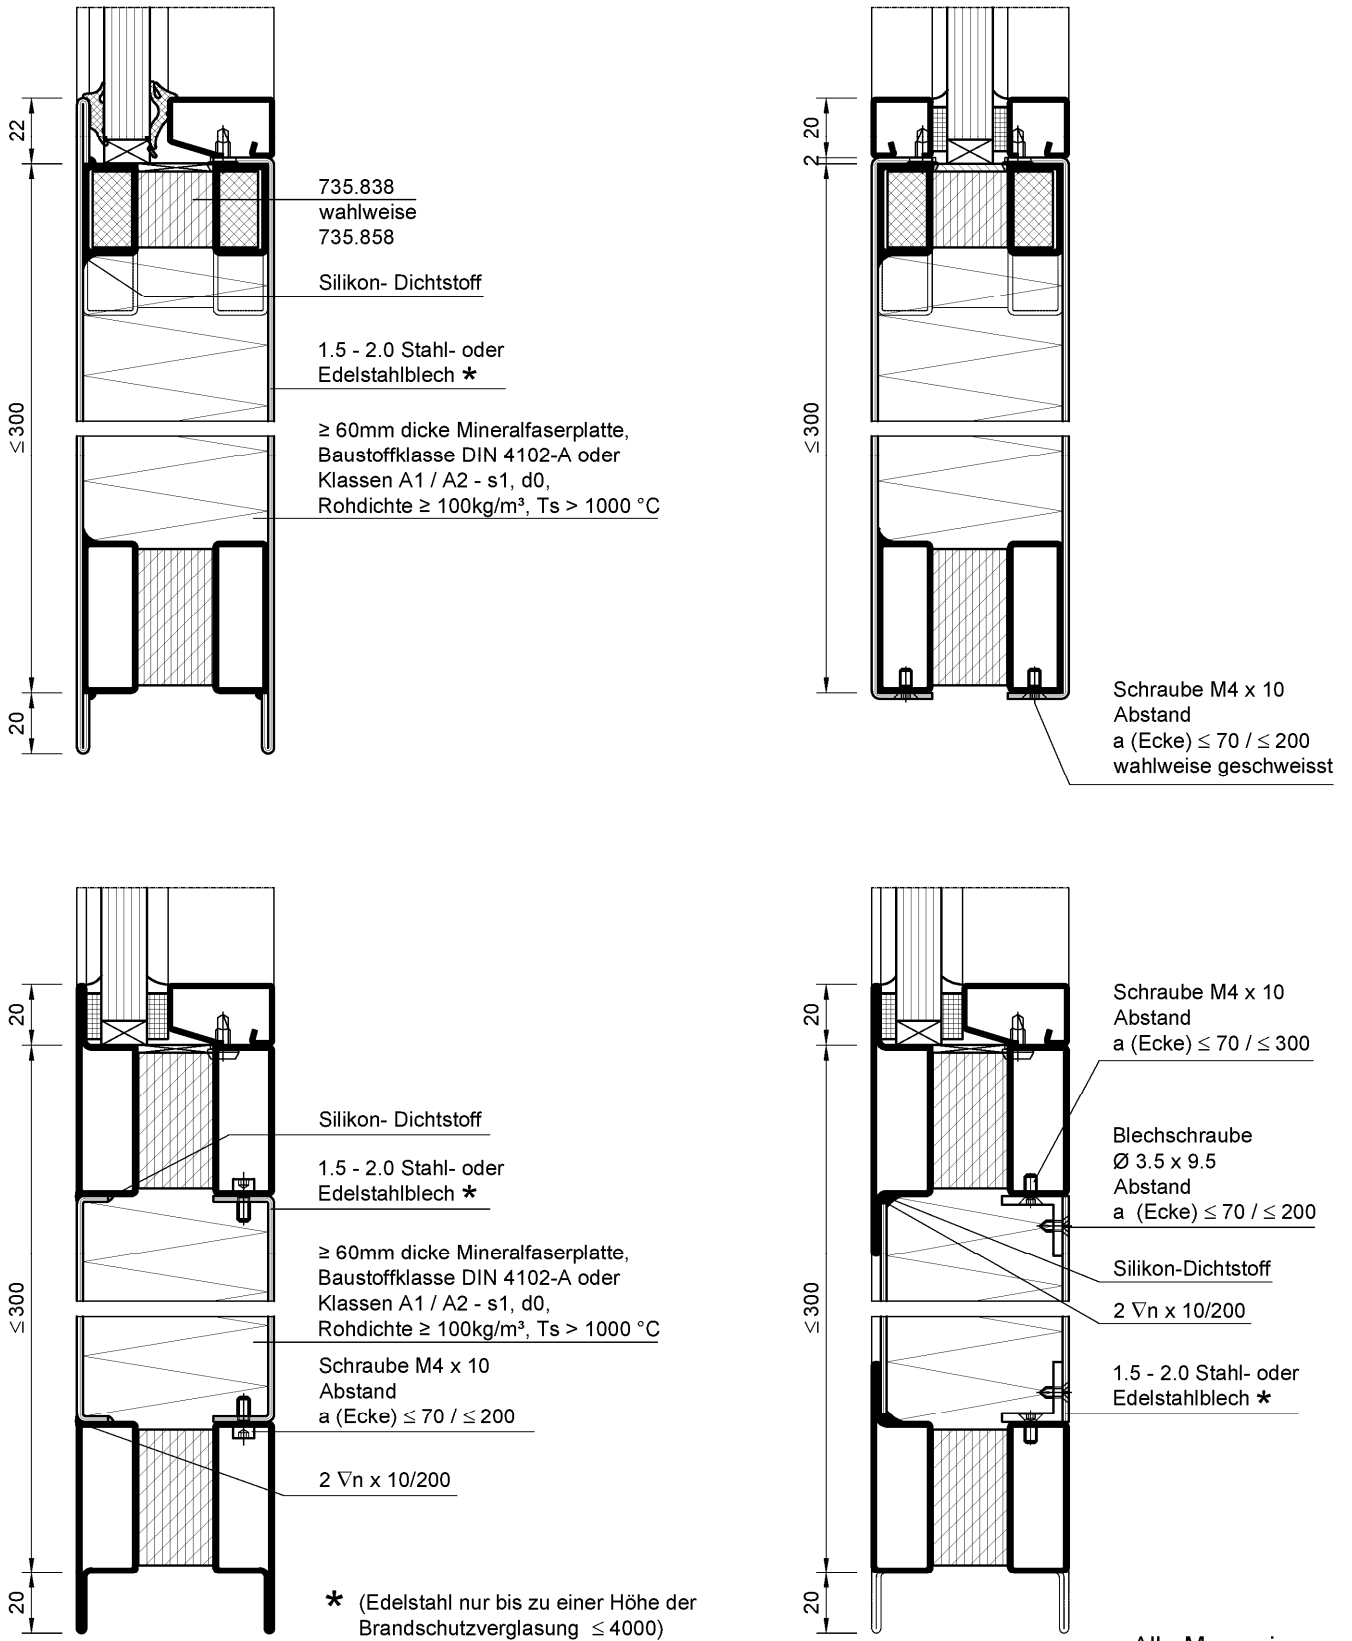 22
≤300
20
735.838
wahlweise
735.858
Silikon- Dichtstoff
1.5 - 2.0 Stahl- oder
Edelstahlblech *
≥ 60mm dicke Mineralfaserplatte,
Baustoffklasse DIN 4102-A oder
Klassen A1 / A2 - s1, d0,
Rohdichte ≥ 100kg/m³, Ts > 1000 °C
20
2
≤300
Schraube M4 x 10
Abstand
a (Ecke) ≤ 70 / ≤ 200
wahlweise geschweisst
20
≤300
20
Silikon- Dichtstoff
1.5 - 2.0 Stahl- oder
Edelstahlblech *
≥ 60mm dicke Mineralfaserplatte,
Baustoffklasse DIN 4102-A oder
Klassen A1 / A2 - s1, d0,
Rohdichte ≥ 100kg/m³, Ts > 1000 °C
Schraube M4 x 10
Abstand
a (Ecke) ≤ 70 / ≤ 200
2 ∇n x 10/200
* (Edelstahl nur bis zu einer Höhe der
Brandschutzverglasung ≤ 4000)
20
≤300
20
Schraube M4 x 10
Abstand
a (Ecke) ≤ 70 / ≤ 300
Blechschraube
Ø 3.5 x 9.5
Abstand
a (Ecke) ≤ 70 / ≤ 200
Silikon-Dichtstoff
2 ∇n x 10/200
1.5 - 2.0 Stahl- oder
Edelstahlblech *